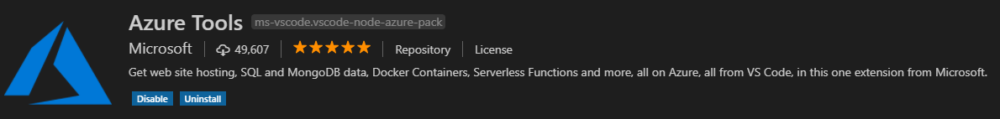 Azure Tools ms-vscode.vscode-node-azure-pack
Microsoft 49,607 Repository License
Get web site hosting, SQL and MongoDB data, Docker Containers, Serverless Functions and more, all on Azure, all from VS Code, in this one extension from Microsoft.
Disable Uninstall